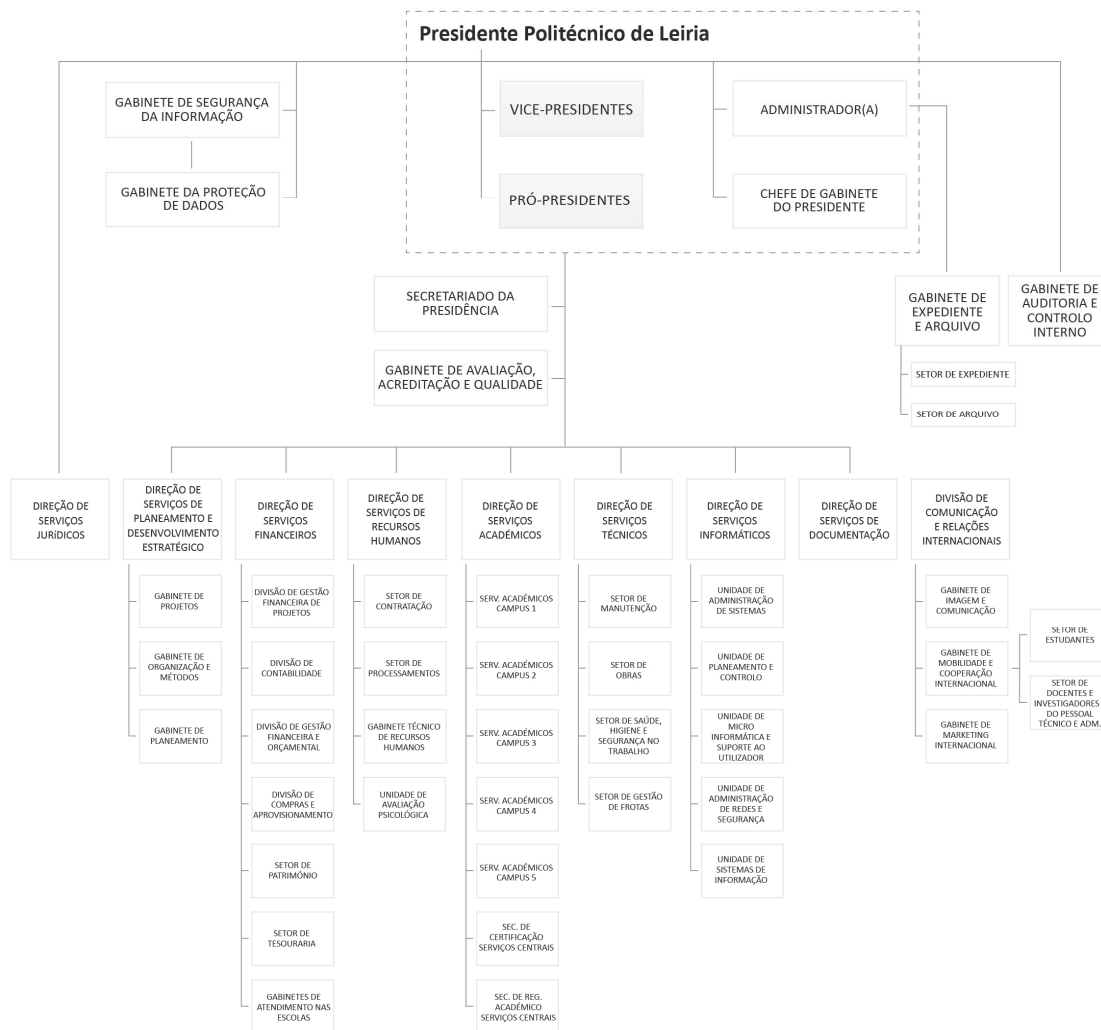 Presidente Politécnico de Leiria
GABINETE DE SEGURANÇA
DA INFORMAÇÃO
VICE-PRESIDENTES
ADMINISTRADOR(A)
GABINETE DA PROTEÇÃO
DE DADOS
PRÓ-PRESIDENTES
CHEFE DE GABINETE
DO PRESIDENTE
SECRETARIADO DA
PRESIDÊNCIA
GABINETE DE
EXPEDIENTE
E ARQUIVO
GABINETE DE
AUDITORIA E
CONTROLO
INTERNO
GABINETE DE AVALIAÇÃO,
ACREDITAÇÃO E QUALIDADE
SETOR DE EXPEDIENTE
SETOR DE ARQUIVO
DIREÇÃO DE
SERVIÇOS
JURÍDICOS
DIREÇÃO DE
SERVIÇOS DE
PLANEAMENTO E
DESENVOLVIMENTO
ESTRATÉGICO
DIREÇÃO DE
SERVIÇOS
FINANCEIROS
DIREÇÃO DE
SERVIÇOS DE
RECURSOS
HUMANOS
DIREÇÃO DE
SERVIÇOS
ACADÉMICOS
DIREÇÃO DE
SERVIÇOS
TÉCNICOS
DIREÇÃO DE
SERVIÇOS
INFORMÁTICOS
DIREÇÃO DE
SERVIÇOS DE
DOCUMENTAÇÃO
DIVISÃO DE
COMUNICAÇÃO
E RELAÇÕES
INTERNACIONAIS
GABINETE DE
PROJETOS
GABINETE DE
ORGANIZAÇÃO E
MÉTODOS
GABINETE DE
PLANEAMENTO
DIVISÃO DE GESTÃO
FINANCEIRA DE
PROJETOS
DIVISÃO DE
CONTABILIDADE
DIVISÃO DE GESTÃO
FINANCEIRA E
ORÇAMENTAL
DIVISÃO DE
COMPRAS E
APROVISIONAMENTO
SETOR DE
PATRIMÓNIO
SETOR DE
TESOURARIA
GABINETES DE
ATENDIMENTO NAS
ESCOLAS
SETOR DE
CONTRATAÇÃO
SETOR DE
PROCESSAMENTOS
GABINETE TÉCNICO
DE RECURSOS
HUMANOS
UNIDADE DE
AVALIAÇÃO
PSICOLÓGICA
SERV. ACADÉMICOS
CAMPUS 1
SERV. ACADÉMICOS
CAMPUS 2
SERV. ACADÉMICOS
CAMPUS 3
SERV. ACADÉMICOS
CAMPUS 4
SERV. ACADÉMICOS
CAMPUS 5
SEC. DE
CERTIFICAÇÃO
SERVIÇOS CENTRAIS
SEC. DE REG.
ACADÉMICO
SERVIÇOS CENTRAIS
SETOR DE
MANUTENÇÃO
SETOR DE
OBRAS
SETOR DE SAÚDE,
HIGIENE E
SEGURANÇA NO
TRABALHO
SETOR DE GESTÃO
DE FROTAS
UNIDADE DE
ADMINISTRAÇÃO
DE SISTEMAS
UNIDADE DE
PLANEAMENTO E
CONTROLO
UNIDADE DE
MICRO
INFORMÁTICA E
SUPORTE AO
UTILIZADOR
UNIDADE DE
ADMINISTRAÇÃO
DE REDES E
SEGURANÇA
UNIDADE DE
SISTEMAS DE
INFORMAÇÃO
GABINETE DE
IMAGEM E
COMUNICAÇÃO
GABINETE DE
MOBILIDADE E
COOPERAÇÃO
INTERNACIONAL
GABINETE DE
MARKETING
INTERNACIONAL
SETOR DE
ESTUDANTES
SETOR DE
DOCENTES E
INVESTIGADORES
DO PESSOAL
TÉCNICO E ADM.